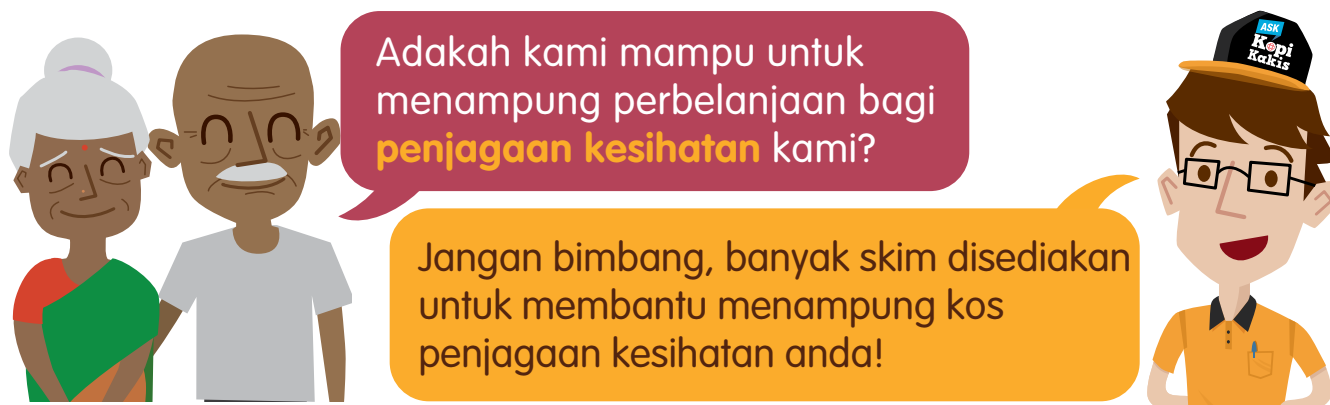 Adakah kami mampu untuk
menampung perbelanjaan bagi
penjagaan kesihatan kami?
ASK
Kopi
Kakis
Jangan bimbang, banyak skim disediakan
untuk membantu menampung kos
penjagaan kesihatan anda!